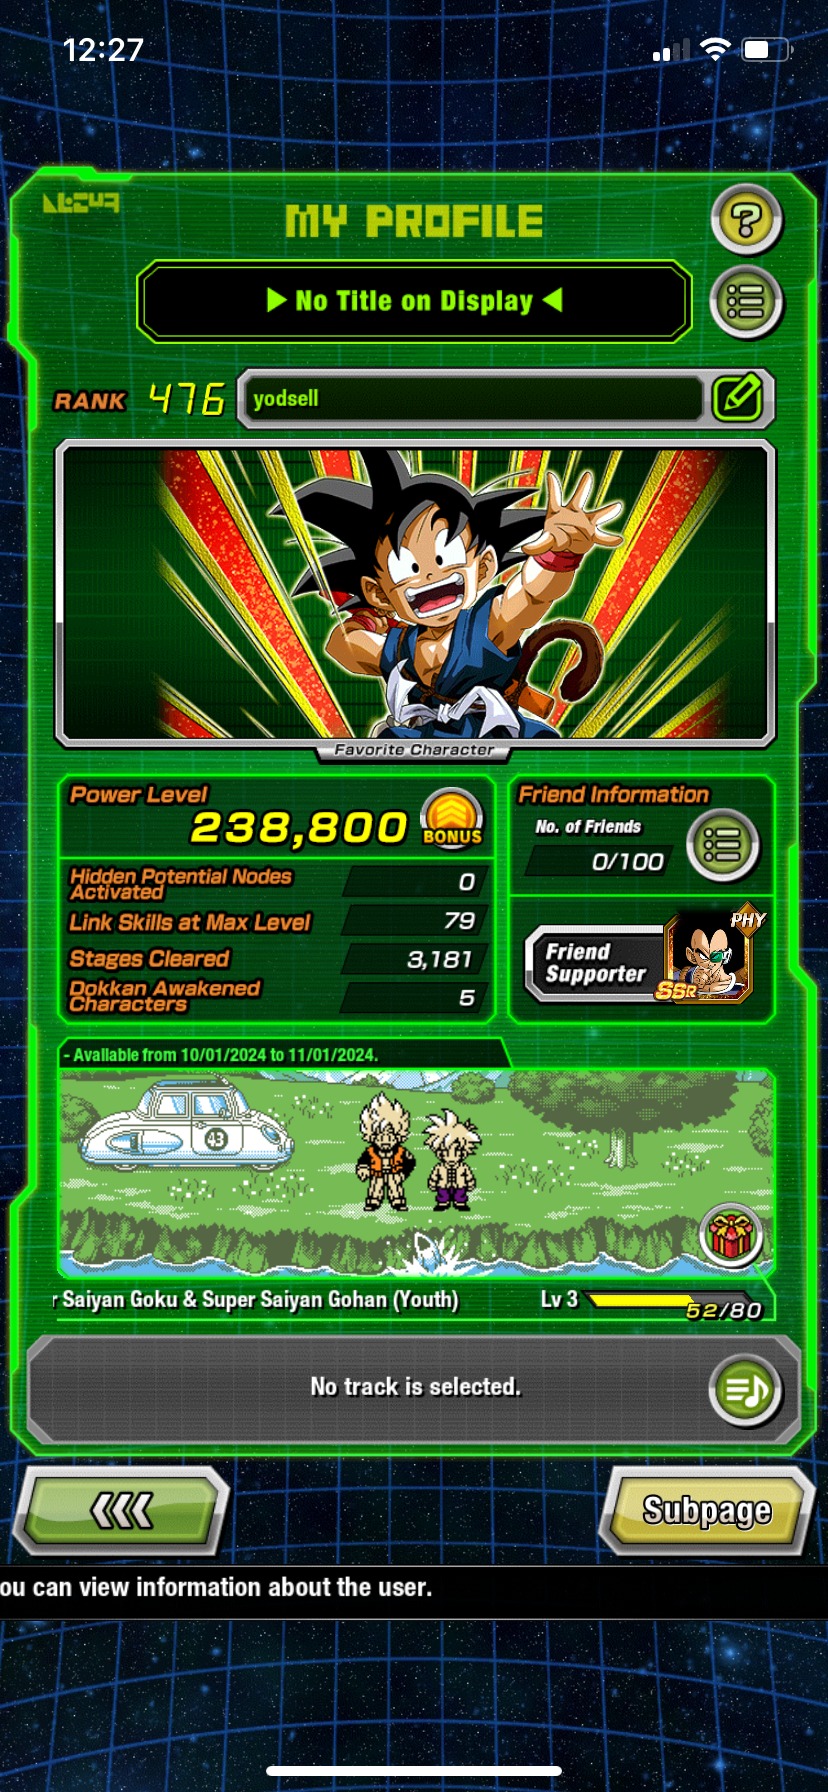 12:27
MY PROFILE
?
▶ No Title on Display ◀
RANK 476 yodsell
Favorite Character
Power Level
238,800
BONUS
Hidden Potential Nodes
Activated
0
Link Skills at Max Level 79
Stages Cleared 3,181
Dokkan Awakened
Characters
5
Friend Information
No. of Friends
0/100
Friend
Supporter
PHY
SSR
- Available from 10/01/2024 to 11/01/2024.
43
r Saiyan Goku & Super Saiyan Gohan (Youth) Lv 3 52/80
No track is selected.
Subpage
ou can view information about the user.